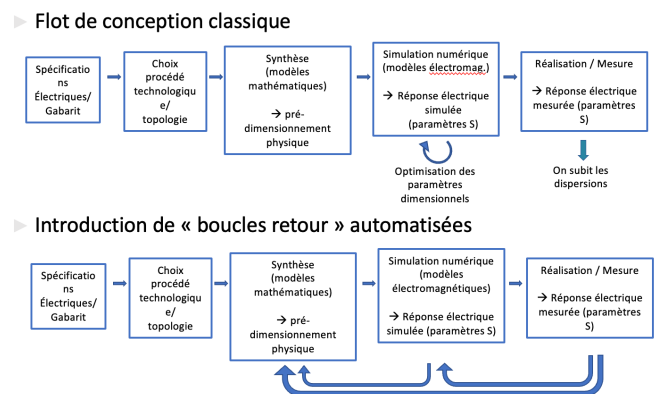 Flot de conception classique
Spécificatio
ns
Électriques/
Gabarit
Choix
procédé
technologiqu
e/
topologie
Synthèse
(modèles
mathématiques)
→ pré-
dimensionnement
physique
Simulation numérique
(modèles électromag.)
→ Réponse électrique
simulée
(paramètres S)
Réalisation / Mesure
→ Réponse électrique
mesurée (paramètres
S)
Optimisation des
paramètres
dimensionnels
On subit les
dispersions
Introduction de « boucles retour » automatisées
Spécificatio
ns
Électriques/
Gabarit
Choix
procédé
technologiqu
e/
topologie
Synthèse
(modèles
mathématiques)
→ pré-
dimensionnement
physique
Simulation numérique
(modèles
électromagnétiques)
→ Réponse électrique
simulée (paramètres S)
Réalisation / Mesure
→ Réponse électrique
mesurée (paramètres
S)